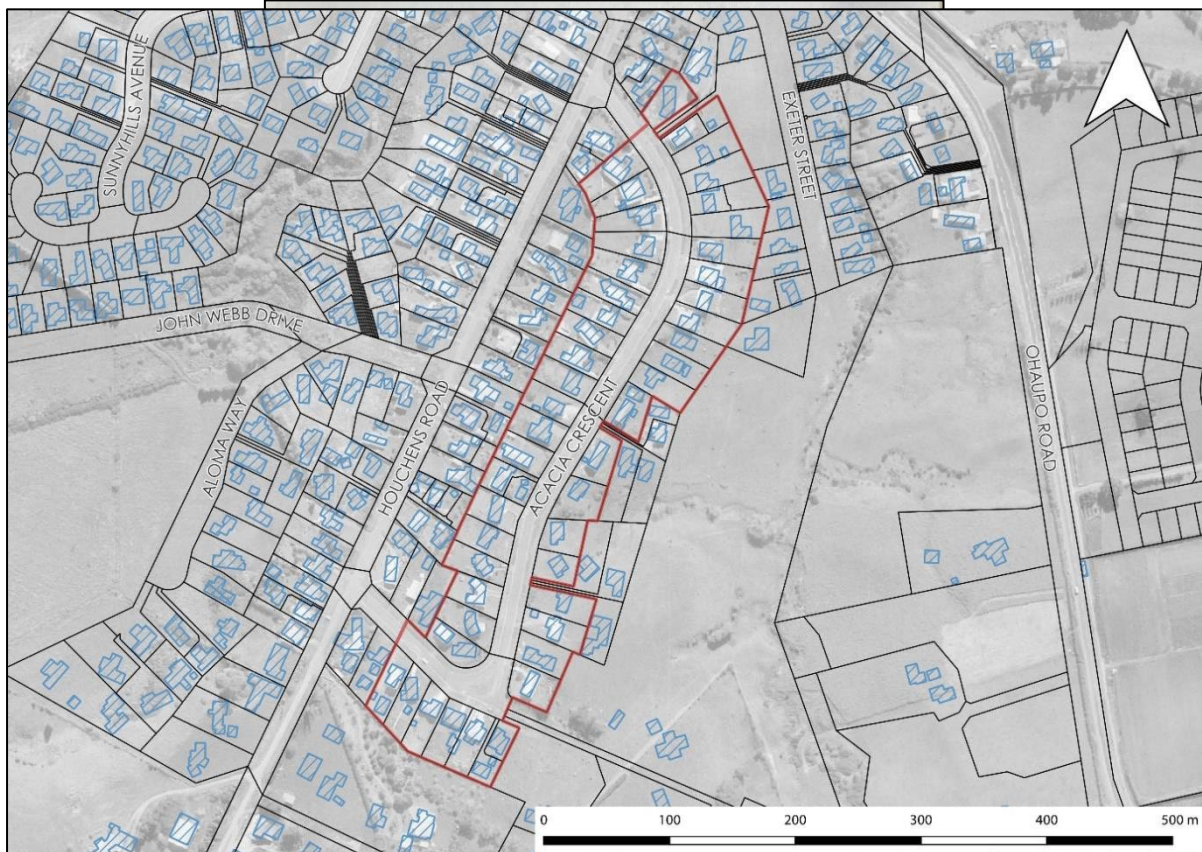 SUNNYHILLS AVENUE
EXETER STREET
JOHN WEBB DRIVE
OHAUPO ROAD
ALOMA WAY
HOUCHENS ROAD
ACACIA CRESCENT
0 100 200 300 400 500 m